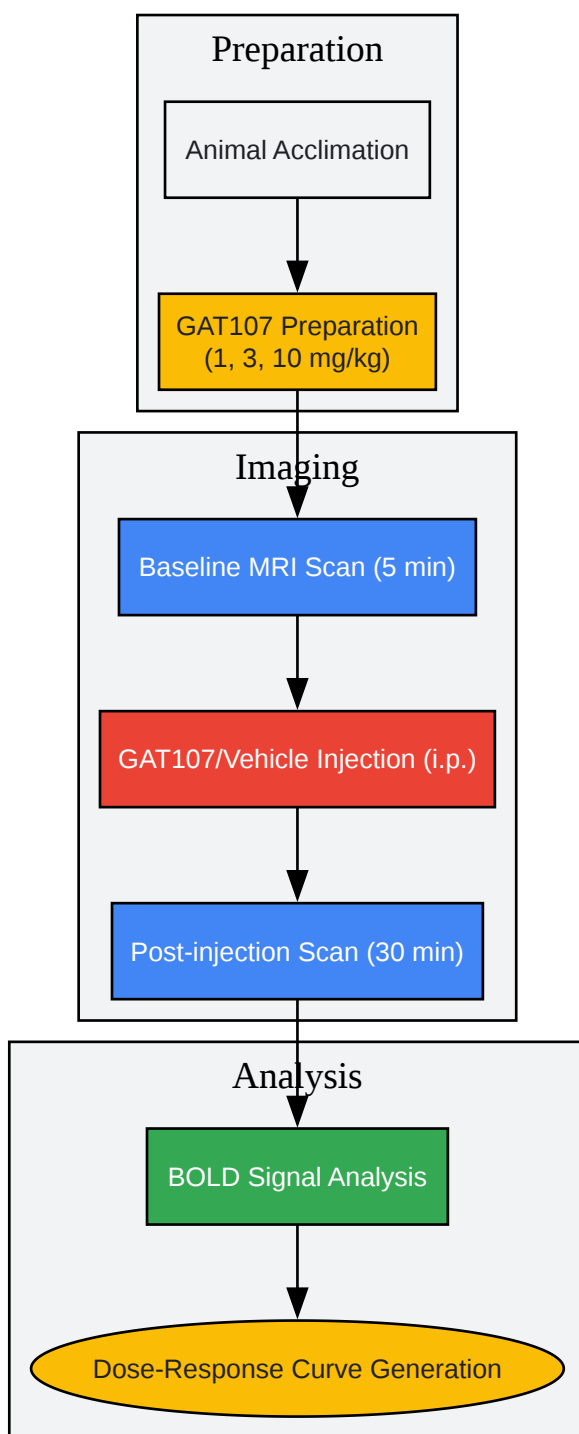 Preparation
Animal Acclimation
GAT107 Preparation
(1, 3, 10 mg/kg)
Imaging
Baseline MRI Scan (5 min)
GAT107/Vehicle Injection (i.p.)
Post-injection Scan (30 min)
Analysis
BOLD Signal Analysis
Dose-Response Curve Generation